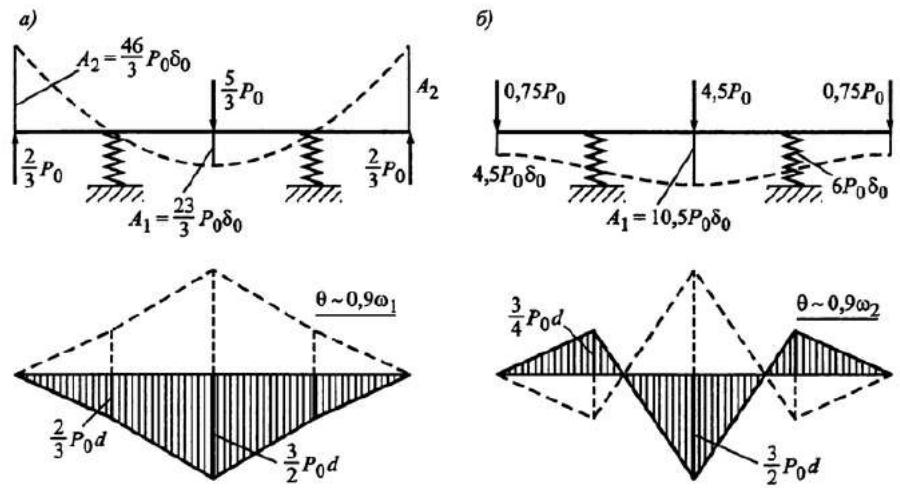 а)
A₂ = 46/3 P₀δ₀
5/3 P₀
A₂
2/3 P₀
2/3 P₀
A₁ = 23/3 P₀δ₀
θ ~ 0,9ω₁
2/3 P₀d
3/2 P₀d
б)
0,75P₀
4,5P₀
0,75P₀
4,5P₀δ₀
6P₀δ₀
A₁ = 10,5P₀δ₀
3/4 P₀d
θ ~ 0,9ω₂
3/2 P₀d